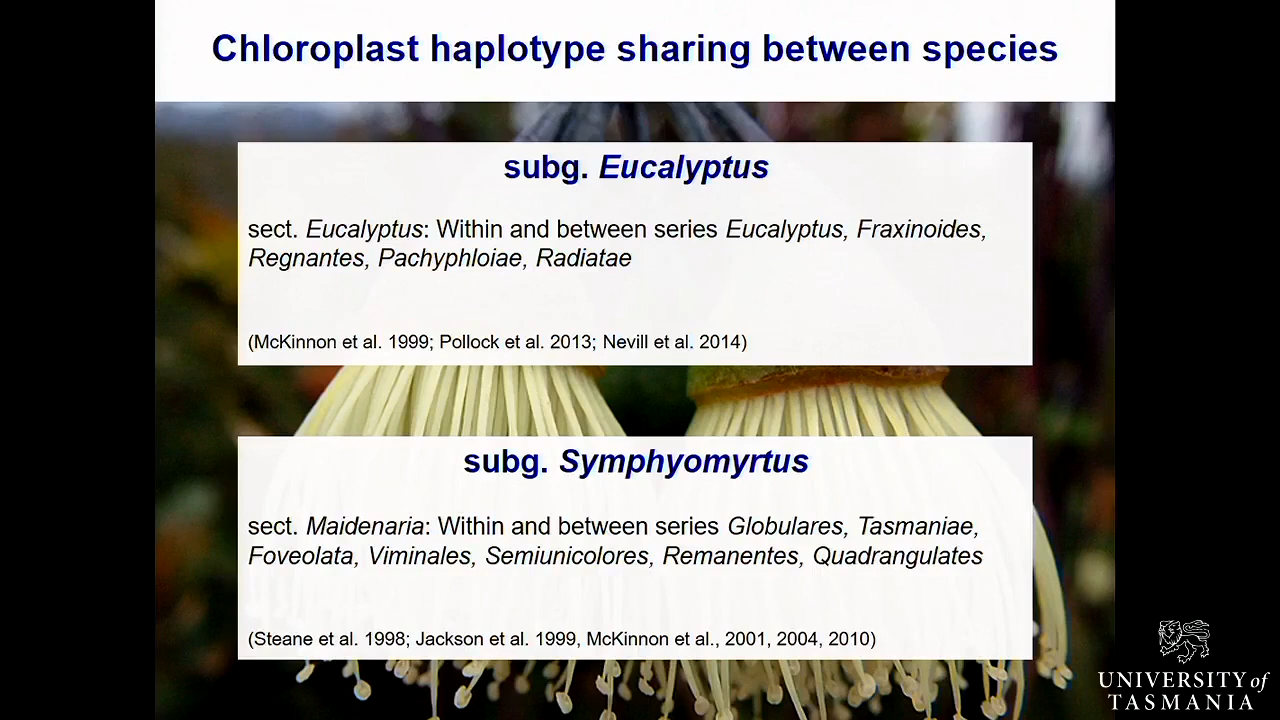 Chloroplast haplotype sharing between species
subg. Eucalyptus
sect. Eucalyptus: Within and between series Eucalyptus, Fraxinoides,
Regnantes, Pachyphloiae, Radiatae
(McKinnon et al. 1999; Pollock et al. 2013; Nevill et al. 2014)
subg. Symphyomyrtus
sect. Maidenaria: Within and between series Globulares, Tasmaniae,
Foveolata, Viminales, Semiunicolores, Remanentes, Quadrangulates
(Steane et al. 1998; Jackson et al. 1999, McKinnon et al., 2001, 2004, 2010)
UNIVERSITY of
TASMANIA